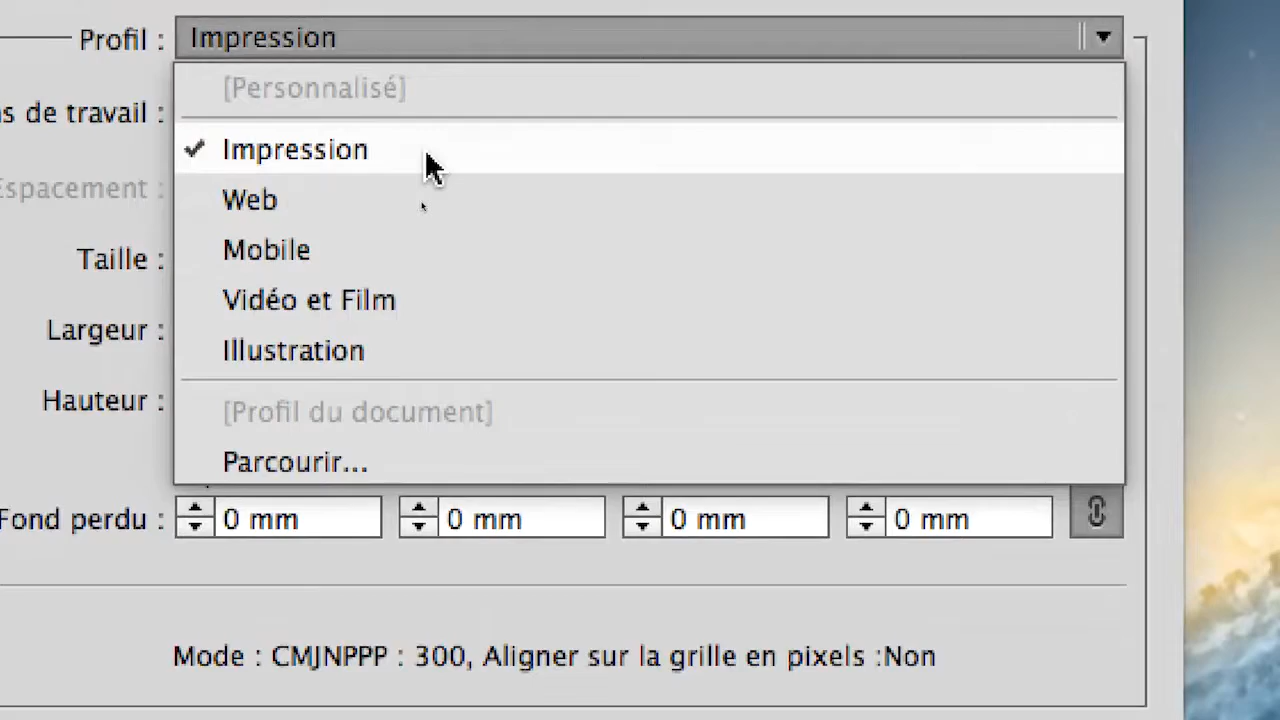 Profil : Impression
[Personnalisé]
ns de travail :
Impression
Espacement :
Web
Mobile
Taille :
Vidéo et Film
Largeur :
Illustration
Hauteur :
[Profil du document]
Parcourir...
Fond perdu : 0 mm 0 mm 0 mm 0 mm
Mode : CMJNPPP : 300, Aligner sur la grille en pixels :Non